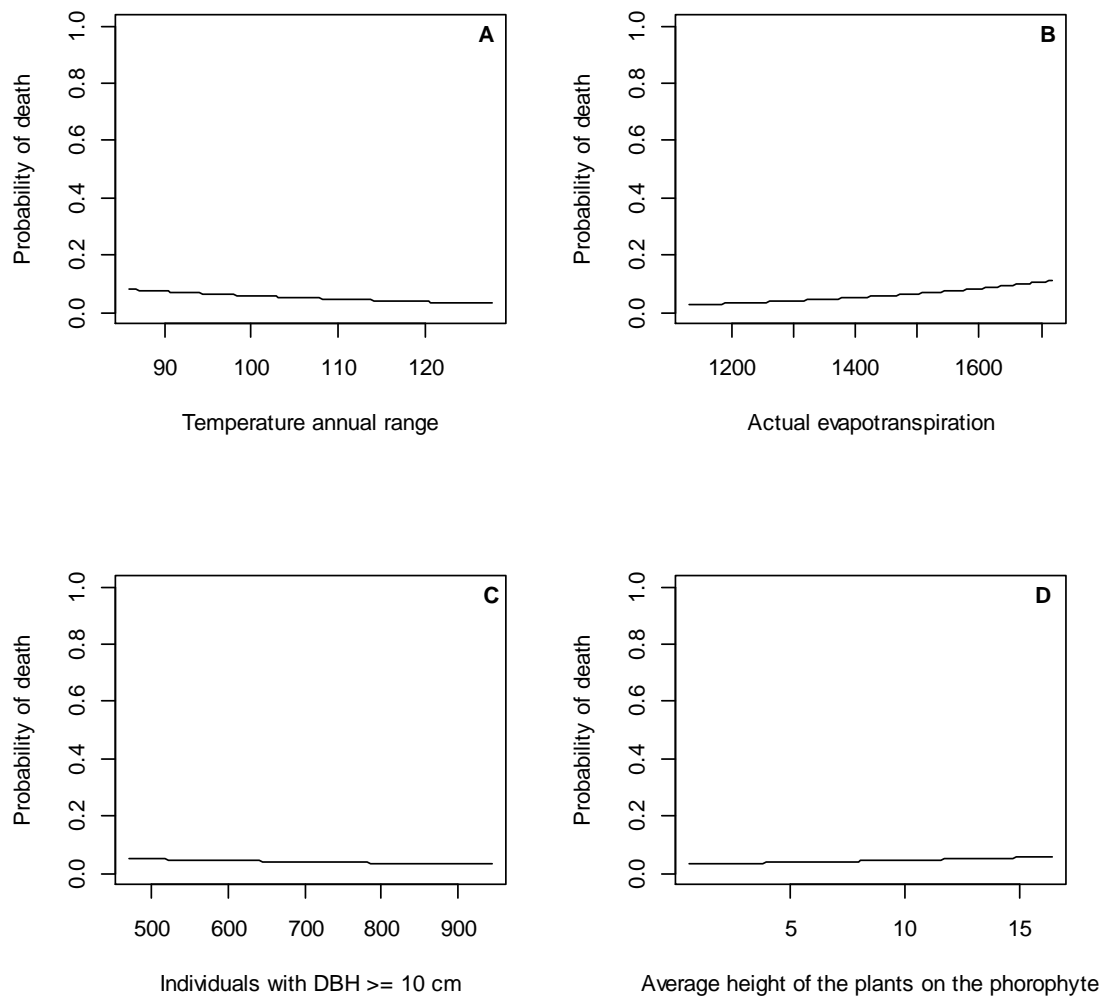 A
Probability of death
0.0 0.2 0.4 0.6 0.8 1.0
90 100 110 120
Temperature annual range
B
Probability of death
0.0 0.2 0.4 0.6 0.8 1.0
1200 1400 1600
Actual evapotranspiration
C
Probability of death
0.0 0.2 0.4 0.6 0.8 1.0
500 600 700 800 900
Individuals with DBH >= 10 cm
D
Probability of death
0.0 0.2 0.4 0.6 0.8 1.0
5 10 15
Average height of the plants on the phorophyte